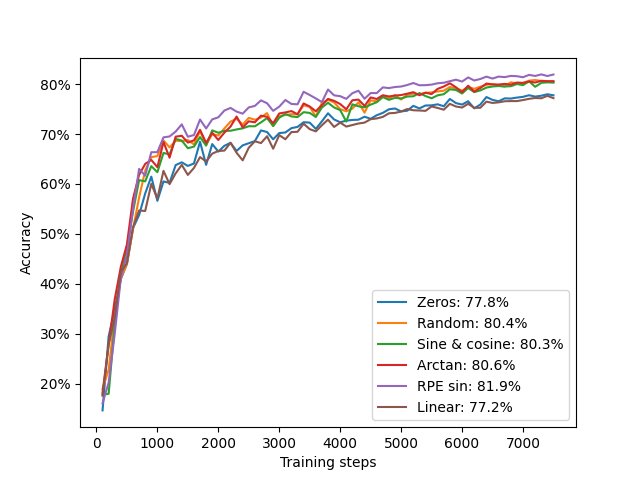 80%
70%
60%
50%
40%
30%
20%
Accuracy
Zeros: 77.8%
Random: 80.4%
Sine & cosine: 80.3%
Arctan: 80.6%
RPE sin: 81.9%
Linear: 77.2%
0 1000 2000 3000 4000 5000 6000 7000
Training steps